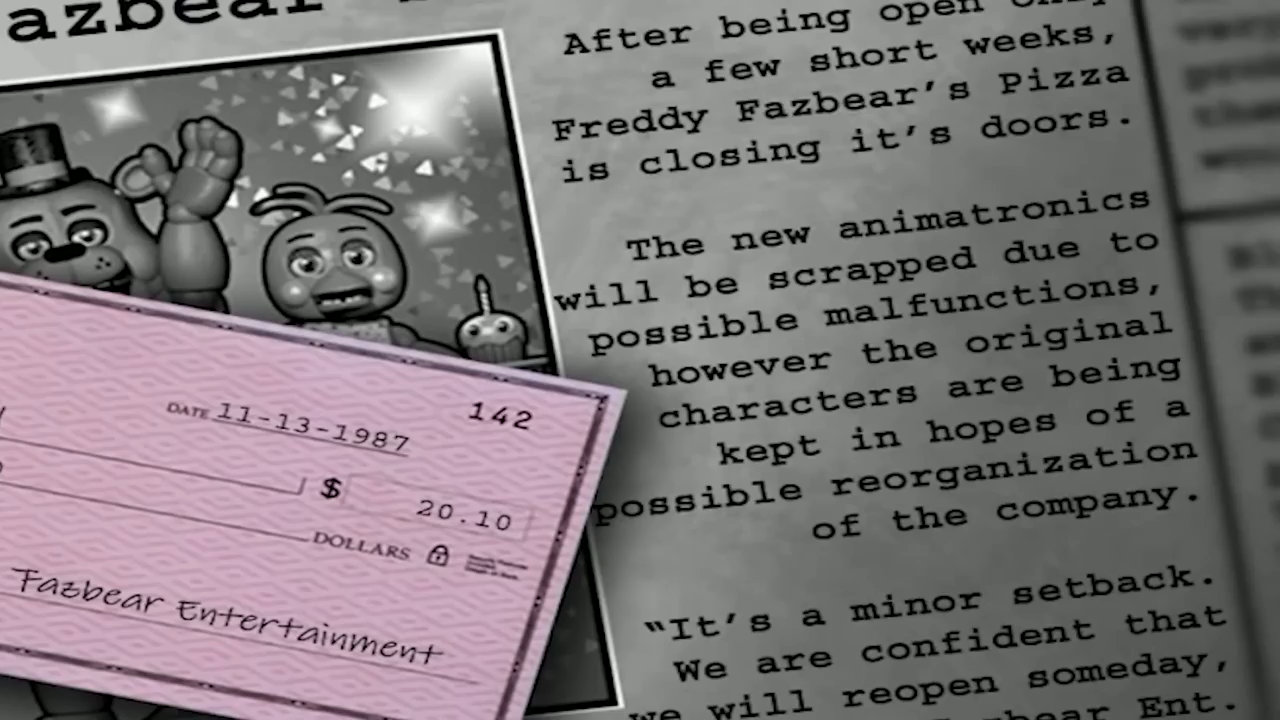 azbear
After being open only
a few short weeks,
Freddy Fazbear's Pizza
is closing it's doors.
The new animatronics
will be scrapped due to
possible malfunctions,
however the original
characters are being
kept in hopes of a
possible reorganization
of the company.
"It's a minor setback.
We are confident that
we will reopen someday,
Ent.
142
DATE 11-13-1987
$ 20.10
DOLLARS
Fazbear Entertainment